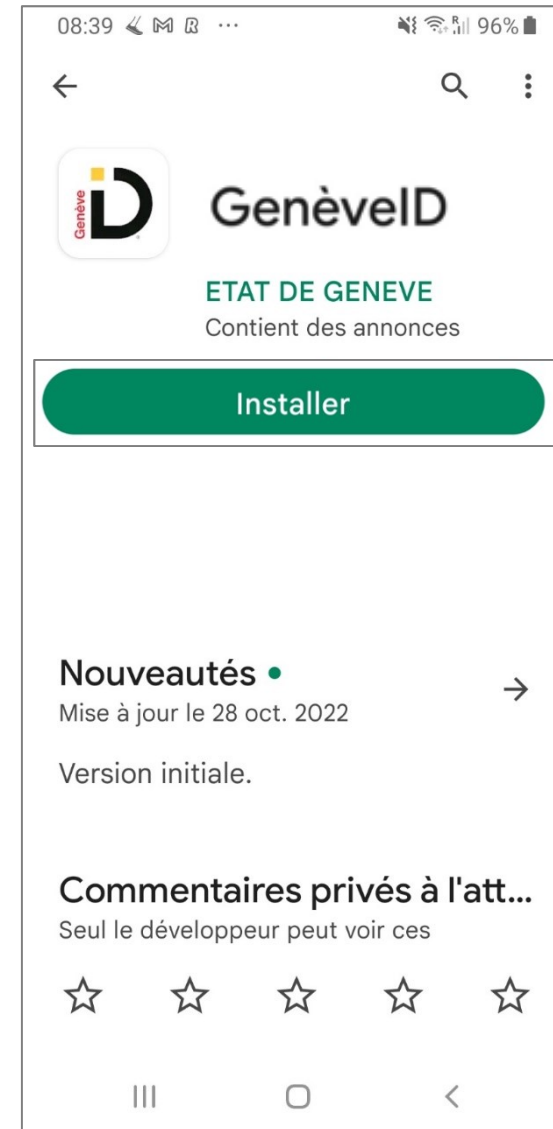 08:39 ... 96%
Genève
iD
GenèveID
ETAT DE GENEVE
Contient des annonces
Installer
Nouveautés •
Mise à jour le 28 oct. 2022
Version initiale.
Commentaires privés à l'att...
Seul le développeur peut voir ces